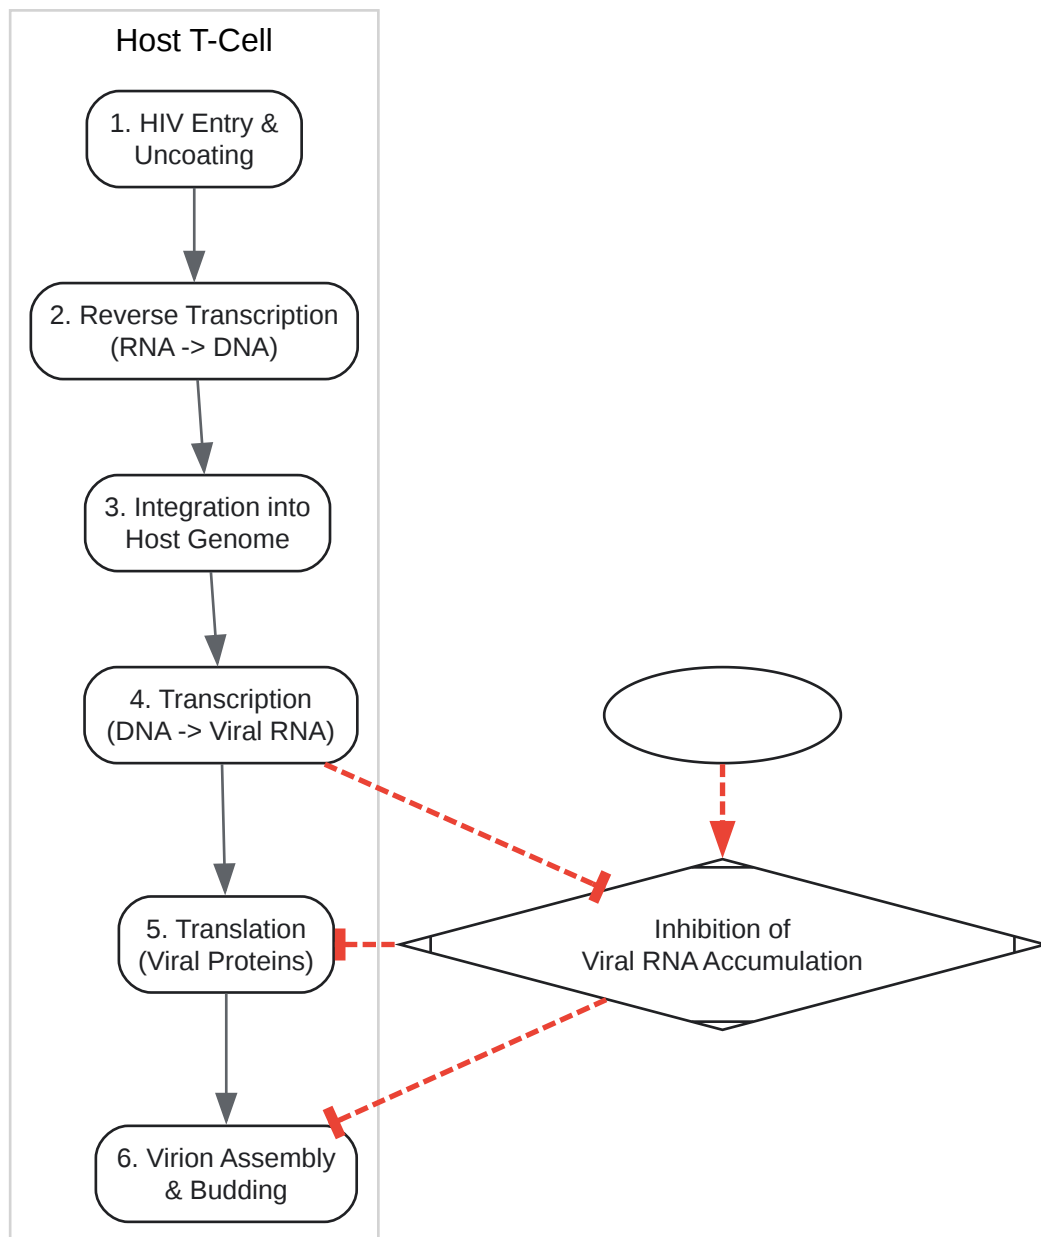 Host T-Cell
1. HIV Entry &
Uncoating
2. Reverse Transcription
(RNA -> DNA)
3. Integration into
Host Genome
4. Transcription
(DNA -> Viral RNA)
5. Translation
(Viral Proteins)
Inhibition of
Viral RNA Accumulation
6. Virion Assembly
& Budding